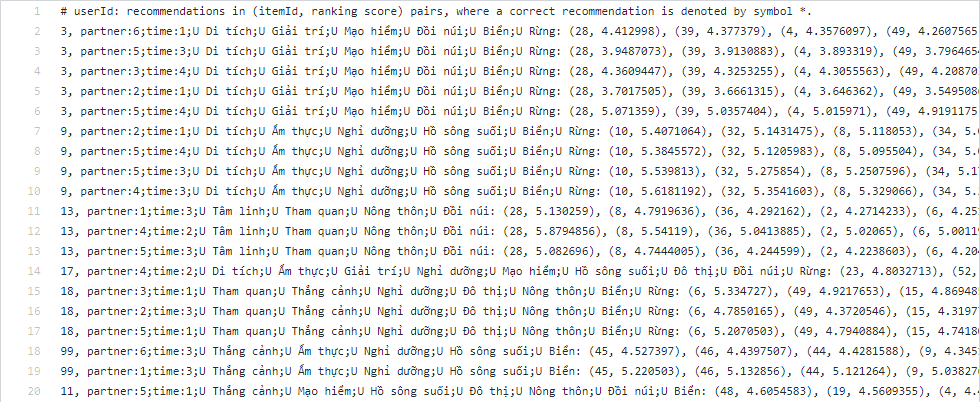 1 # userId: recommendations in (itemId, ranking score) pairs, where a correct recommendation is denoted by symbol *.
2 3, partner:6;time:1;U Di tích;U Giải trí;U Mạo hiểm;U Đồi núi;U Biển;U Rừng: (28, 4.412998), (39, 4.377379), (4, 4.3576097), (49, 4.2607565
3 3, partner:5;time:3;U Di tích;U Giải trí;U Mạo hiểm;U Đồi núi;U Biển;U Rừng: (28, 3.9487073), (39, 3.9130883), (4, 3.893319), (49, 3.796465
4 3, partner:3;time:4;U Di tích;U Giải trí;U Mạo hiểm;U Đồi núi;U Biển;U Rừng: (28, 4.3609447), (39, 4.3253255), (4, 4.3055563), (49, 4.20870
5 3, partner:2;time:1;U Di tích;U Giải trí;U Mạo hiểm;U Đồi núi;U Biển;U Rừng: (28, 3.7017505), (39, 3.6661315), (4, 3.646362), (49, 3.549508
6 3, partner:5;time:4;U Di tích;U Giải trí;U Mạo hiểm;U Đồi núi;U Biển;U Rừng: (28, 5.071359), (39, 5.0357404), (4, 5.015971), (49, 4.9191175
7 9, partner:2;time:1;U Di tích;U Ẩm thực;U Nghỉ dưỡng;U Hồ sông suối;U Biển;U Rừng: (10, 5.4071064), (32, 5.1431475), (8, 5.118053), (34, 5.
8 9, partner:5;time:4;U Di tích;U Ẩm thực;U Nghỉ dưỡng;U Hồ sông suối;U Biển;U Rừng: (10, 5.3845572), (32, 5.1205983), (8, 5.095504), (34, 5.
9 9, partner:5;time:3;U Di tích;U Ẩm thực;U Nghỉ dưỡng;U Hồ sông suối;U Biển;U Rừng: (10, 5.539813), (32, 5.275854), (8, 5.2507596), (34, 5.1
10 9, partner:4;time:3;U Di tích;U Ẩm thực;U Nghỉ dưỡng;U Hồ sông suối;U Biển;U Rừng: (10, 5.6181192), (32, 5.3541603), (8, 5.329066), (34, 5.
11 13, partner:1;time:3;U Tâm linh;U Tham quan;U Nông thôn;U Đồi núi: (28, 5.130259), (8, 4.7919636), (36, 4.292162), (2, 4.2714233), (6, 4.25
12 13, partner:4;time:2;U Tâm linh;U Tham quan;U Nông thôn;U Đồi núi: (28, 5.8794856), (8, 5.54119), (36, 5.0413885), (2, 5.02065), (6, 5.0011
13 13, partner:5;time:3;U Tâm linh;U Tham quan;U Nông thôn;U Đồi núi: (28, 5.082696), (8, 4.7444005), (36, 4.244599), (2, 4.2238603), (6, 4.20
14 17, partner:4;time:2;U Di tích;U Ẩm thực;U Giải trí;U Nghỉ dưỡng;U Mạo hiểm;U Hồ sông suối;U Đô thị;U Đồi núi;U Rừng: (23, 4.8032713), (52,
15 18, partner:3;time:1;U Tham quan;U Thắng cảnh;U Nghỉ dưỡng;U Đô thị;U Nông thôn;U Biển;U Rừng: (6, 5.334727), (49, 4.9217653), (15, 4.86948
16 18, partner:2;time:3;U Tham quan;U Thắng cảnh;U Nghỉ dưỡng;U Đô thị;U Nông thôn;U Biển;U Rừng: (6, 4.7850165), (49, 4.3720546), (15, 4.3197
17 18, partner:5;time:1;U Tham quan;U Thắng cảnh;U Nghỉ dưỡng;U Đô thị;U Nông thôn;U Biển;U Rừng: (6, 5.2070503), (49, 4.7940884), (15, 4.7418
18 99, partner:6;time:3;U Thắng cảnh;U Ẩm thực;U Nghỉ dưỡng;U Hồ sông suối;U Biển: (45, 4.527397), (46, 4.4397507), (44, 4.4281588), (9, 4.345
19 99, partner:1;time:3;U Thắng cảnh;U Ẩm thực;U Nghỉ dưỡng;U Hồ sông suối;U Biển: (45, 5.220503), (46, 5.132856), (44, 5.121264), (9, 5.03827
20 11, partner:5;time:1;U Thắng cảnh;U Mạo hiểm;U Hồ sông suối;U Đô thị;U Nông thôn;U Đồi núi;U Biển: (48, 4.6054583), (19, 4.5609355), (4, 4.